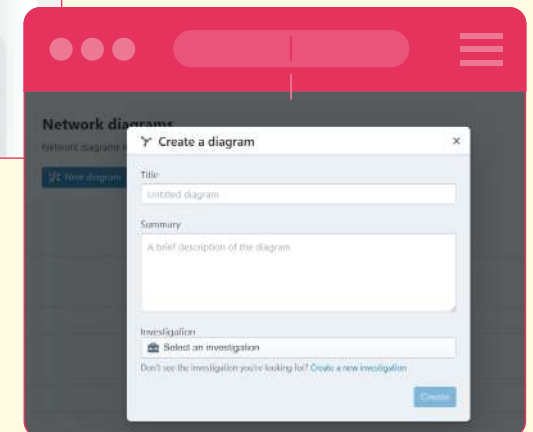 Network diagrams
Network diagrams
New diagram
Create a diagram
×
Title
Untitled diagram
Summary
A brief description of the diagram
Investigation
Select an investigation
Don't see the investigation you're looking for? Create a new investigation
Create